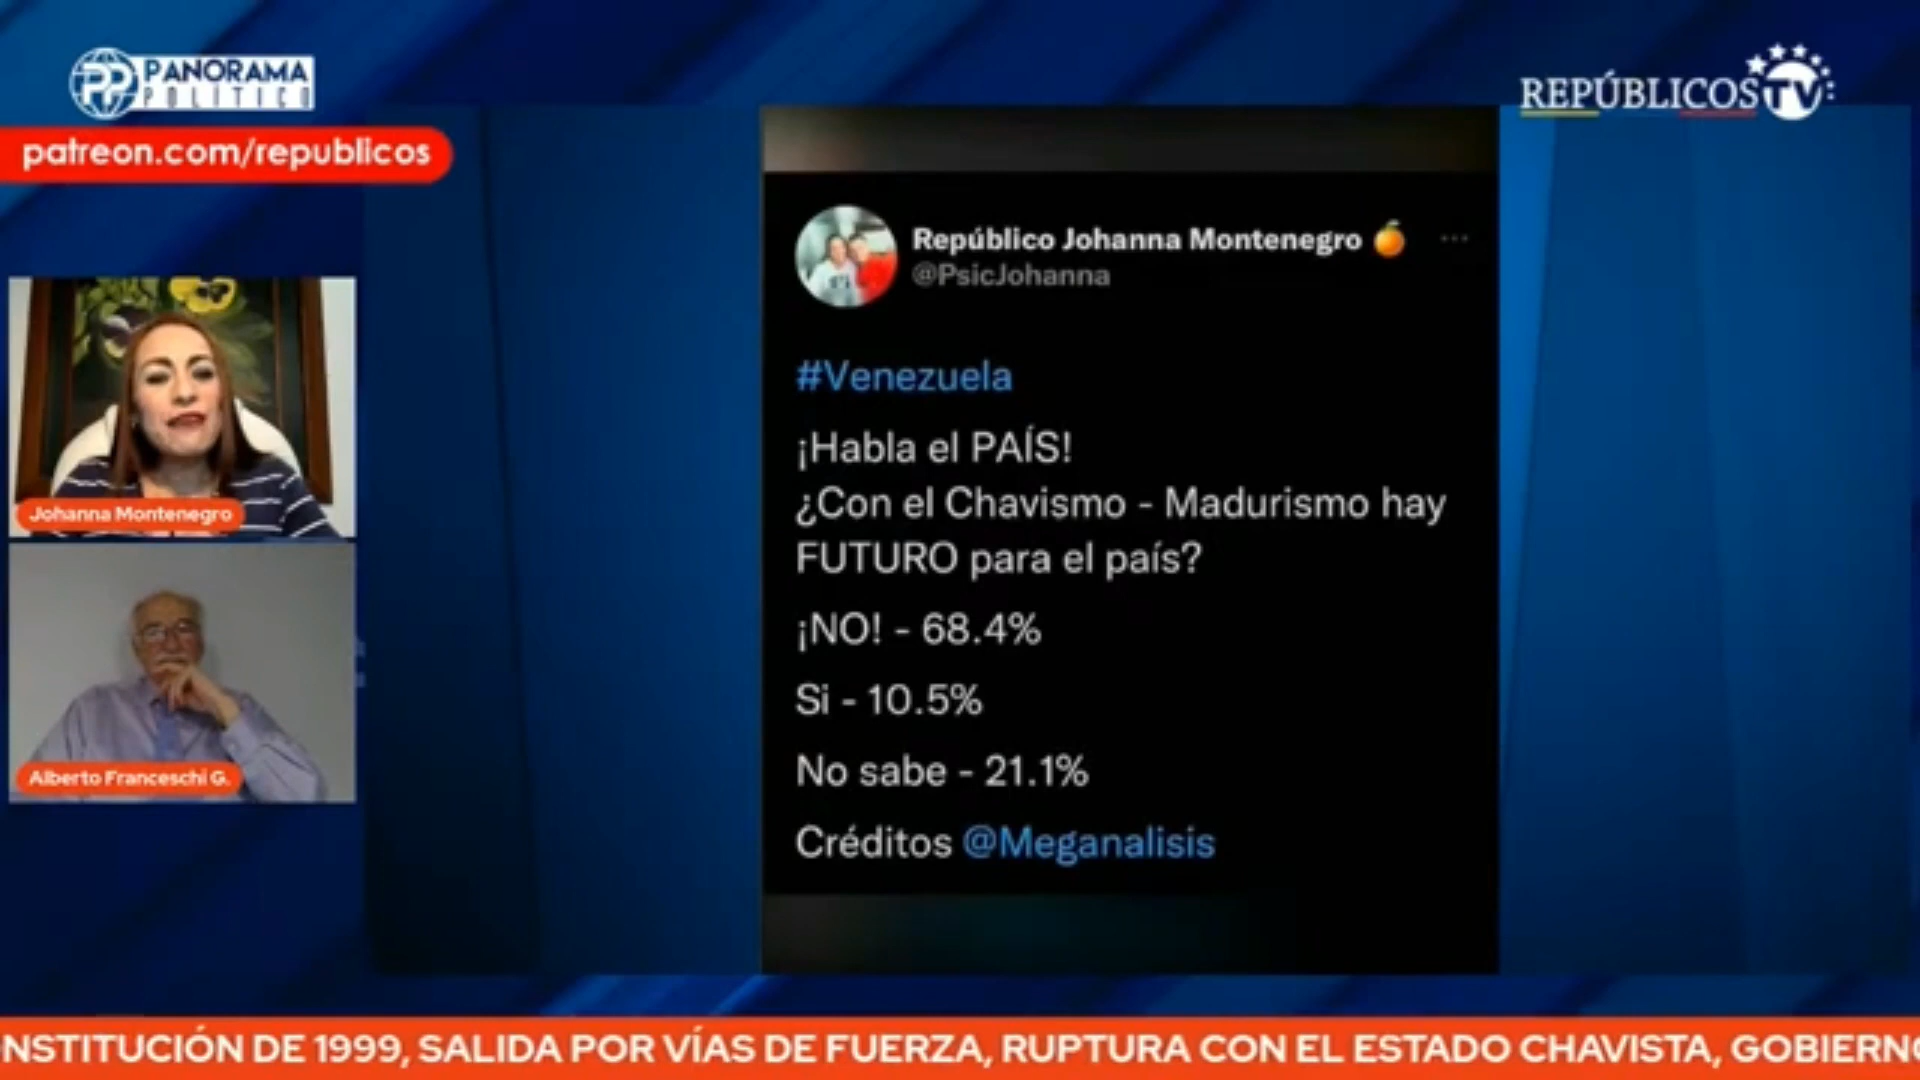 PP PANORAMA
POLÍTICO
patreon.com/republicos
REPÚBLICOS TV
Johanna Montenegro
Alberto Franceschi G.
Repúblico Johanna Montenegro 🍊
@PsicJohanna
#Venezuela
¡Habla el PAÍS!
¿Con el Chavismo - Madurismo hay
FUTURO para el país?
¡NO! - 68.4%
Si - 10.5%
No sabe - 21.1%
Créditos @Meganalisis
NSTITUCIÓN DE 1999, SALIDA POR VÍAS DE FUERZA, RUPTURA CON EL ESTADO CHAVISTA, GOBIERNO